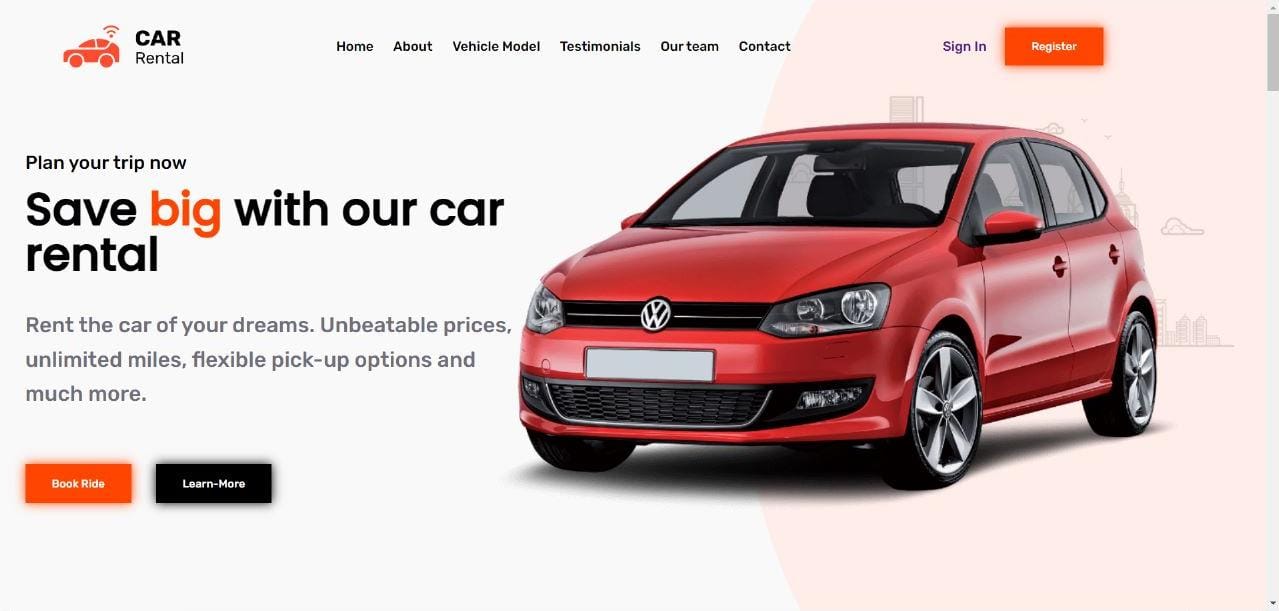 CAR
Rental
Home About Vehicle Model Testimonials Our team Contact
Sign In
Register
Plan your trip now
Save big with our car
rental
Rent the car of your dreams. Unbeatable prices,
unlimited miles, flexible pick-up options and
much more.
Book Ride
Learn-More